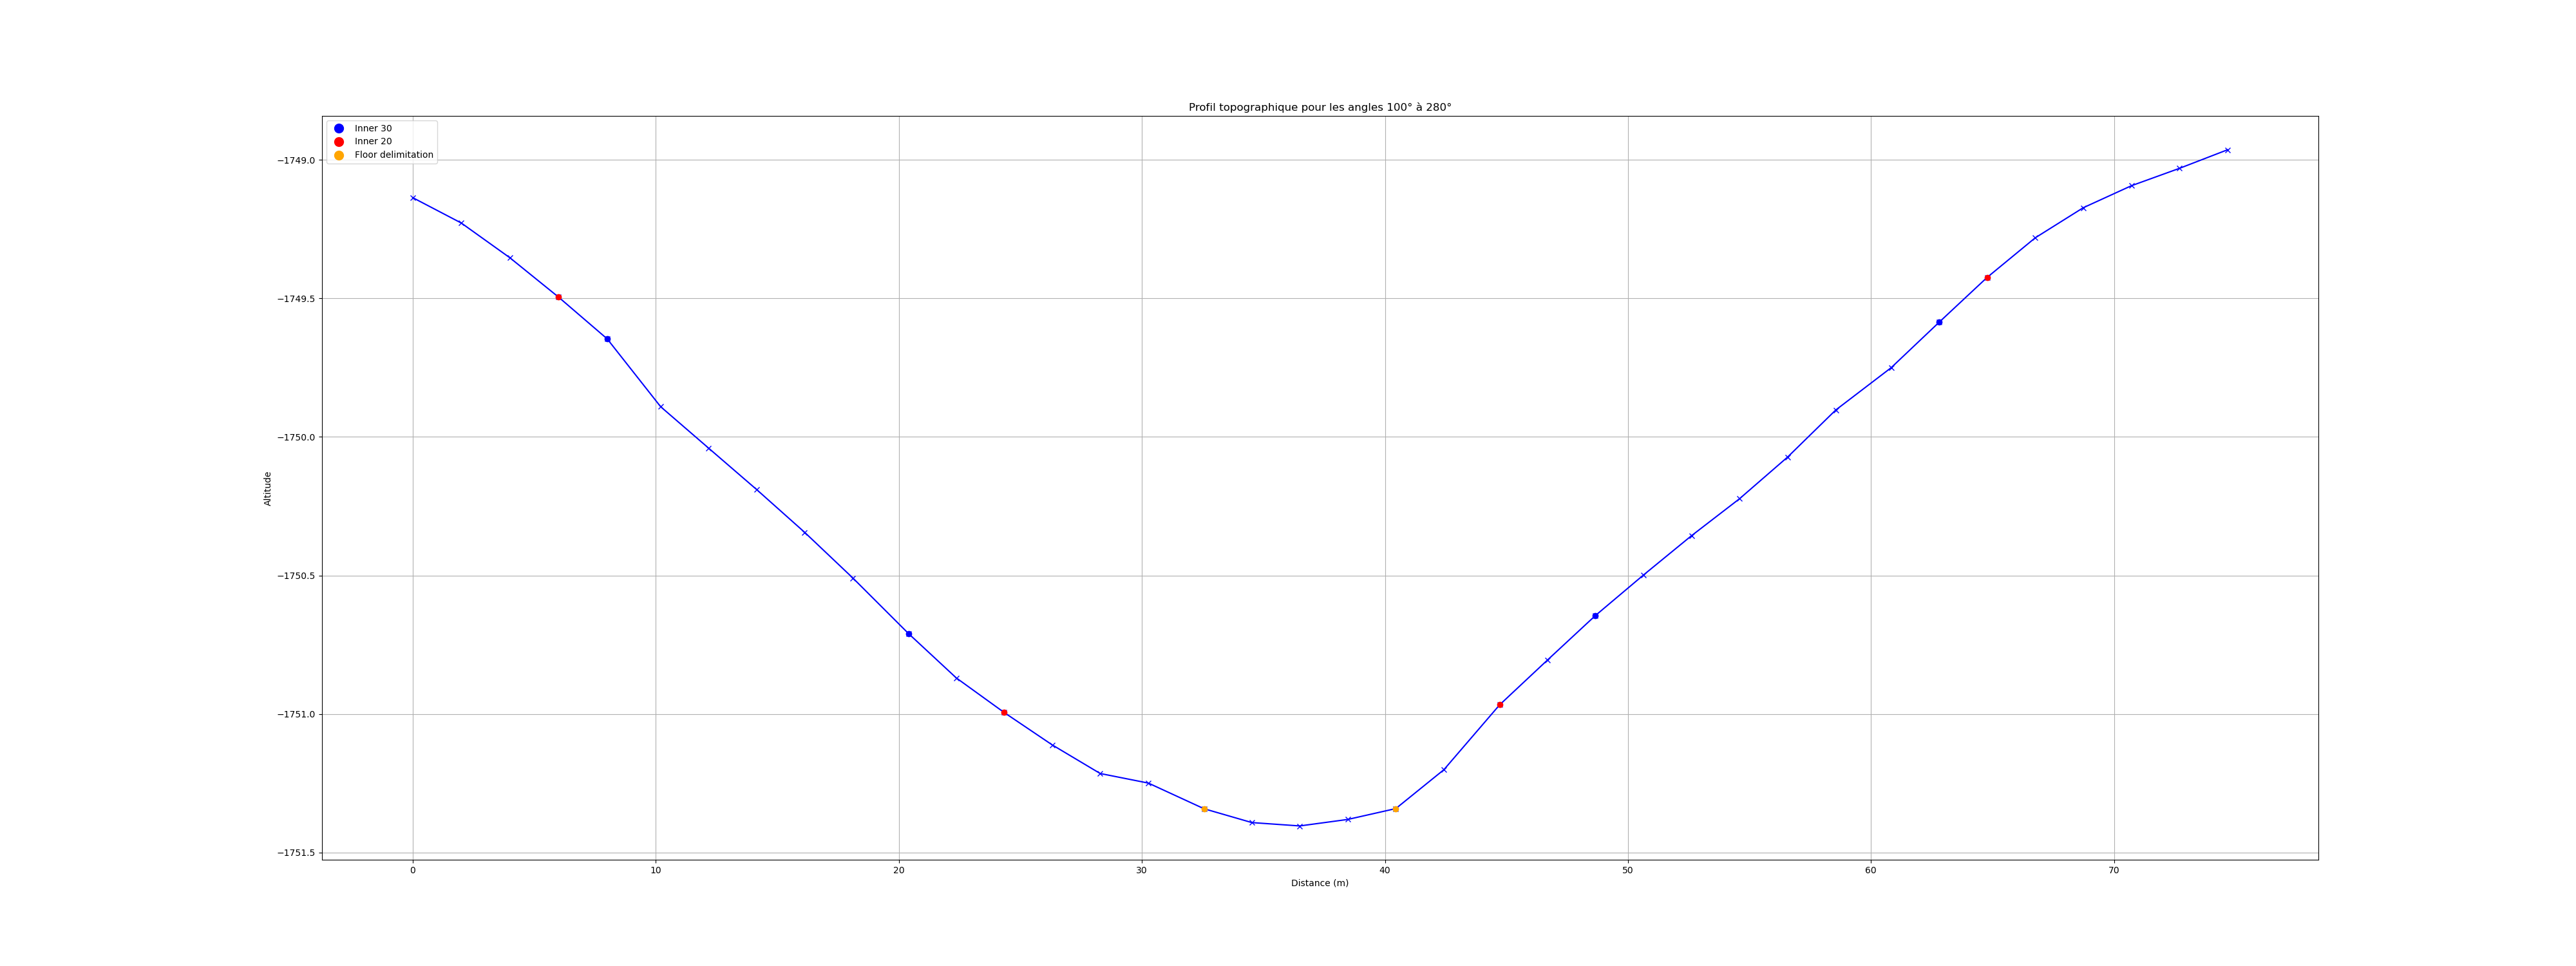 Profil topographique pour les angles 100° à 280°
Inner 30
Inner 20
Floor delimitation
−1749.0
−1749.5
−1750.0
−1750.5
−1751.0
−1751.5
Altitude
0 10 20 30 40 50 60 70
Distance (m)